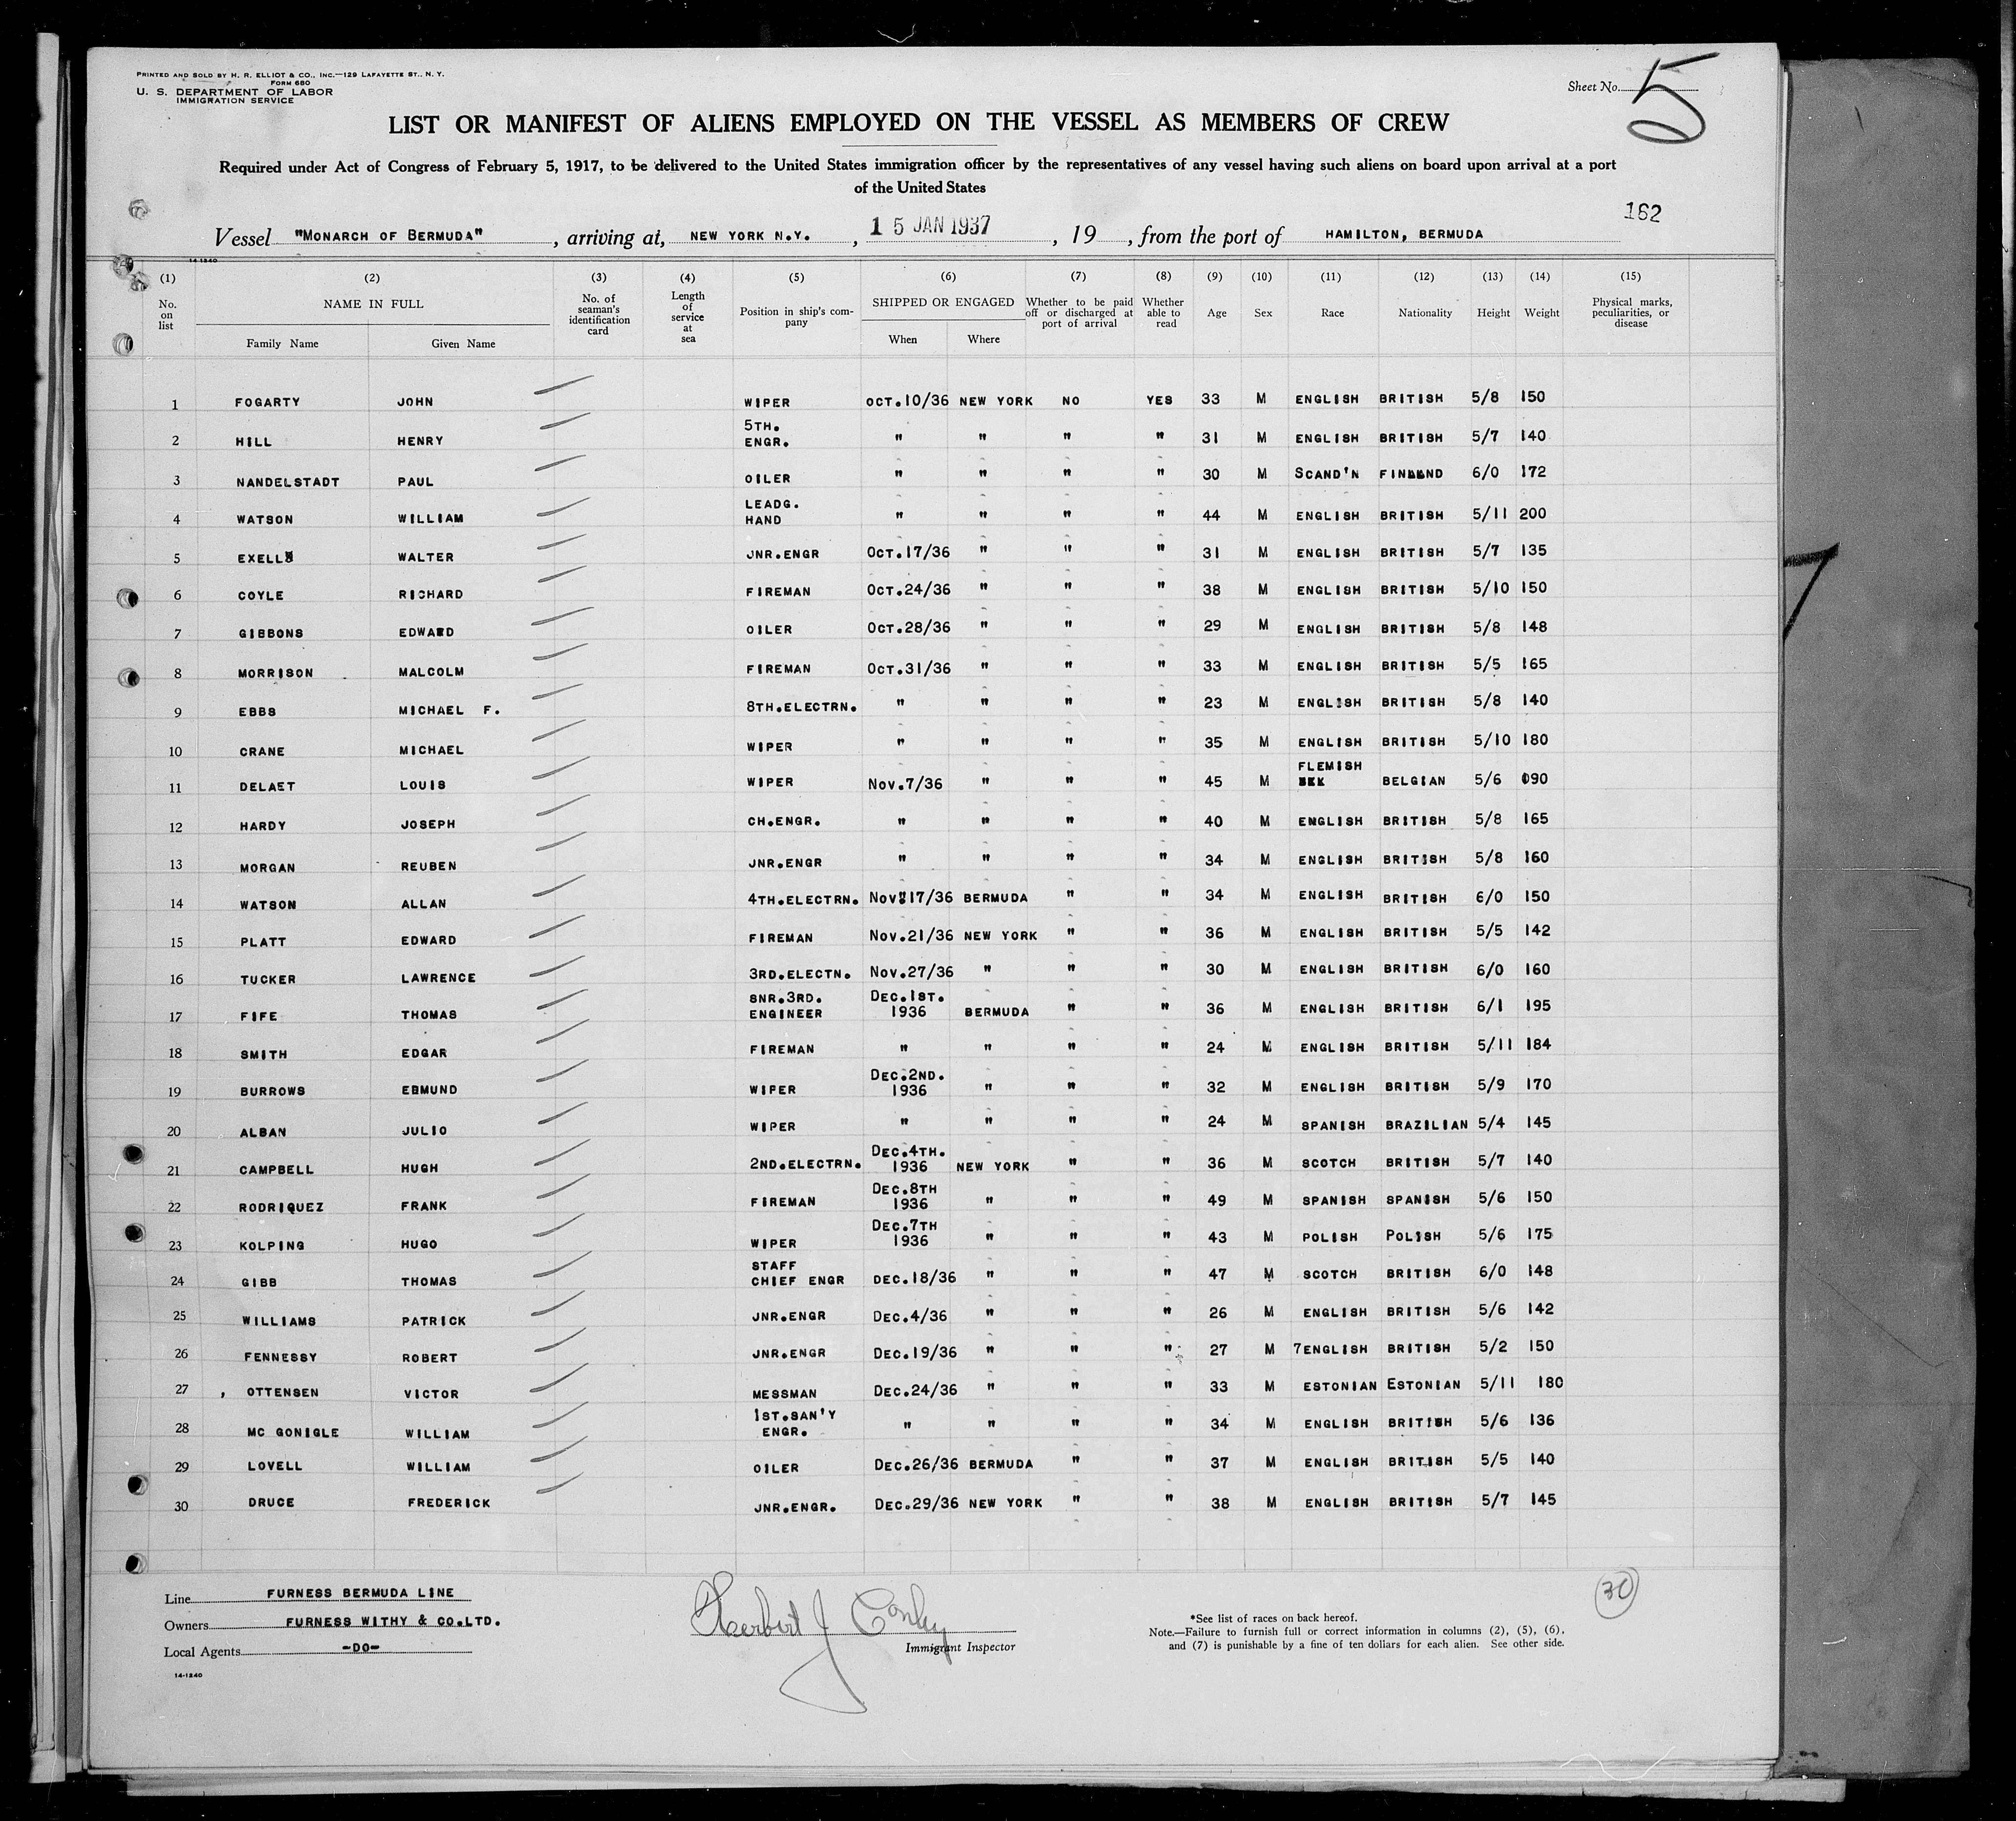 PRINTED AND SOLD BY H. R. ELLIOT & CO., INC.—129 LAFAYETTE ST., N. Y.
FORM 680
U. S. DEPARTMENT OF LABOR
IMMIGRATION SERVICE
Sheet No. 5
LIST OR MANIFEST OF ALIENS EMPLOYED ON THE VESSEL AS MEMBERS OF CREW
Required under Act of Congress of February 5, 1917, to be delivered to the United States immigration officer by the representatives of any vessel having such aliens on board upon arrival at a port
of the United States
162
Vessel "MONARCH OF BERMUDA", arriving at, NEW YORK N.Y., 15 JAN 1937, 19, from the port of HAMILTON, BERMUDA
14-1240
(1) (2) (3) (4) (5) (6) (7) (8) (9) (10) (11) (12) (13) (14) (15)
No. on list NAME IN FULL No. of seaman's identification card Length of service at sea Position in ship's company SHIPPED OR ENGAGED Whether to be paid off or discharged at port of arrival Whether able to read Age Sex Race Nationality Height Weight Physical marks, peculiarities, or disease
Family Name Given Name When Where
1 FOGARTY JOHN WIPER OCT.10/36 NEW YORK NO YES 33 M ENGLISH BRITISH 5/8 150
2 HILL HENRY 5TH. ENGR. " " " " 31 M ENGLISH BRITISH 5/7 140
3 NANDELSTADT PAUL OILER " " " " 30 M SCAND'N FINLAND 6/0 172
4 WATSON WILLIAM LEADG. HAND " " " " 44 M ENGLISH BRITISH 5/11 200
5 EXELL WALTER JNR.ENGR OCT.17/36 " " " 31 M ENGLISH BRITISH 5/7 135
6 COYLE RICHARD FIREMAN OCT.24/36 " " " 38 M ENGLISH BRITISH 5/10 150
7 GIBBONS EDWARD OILER OCT.28/36 " " " 29 M ENGLISH BRITISH 5/8 148
8 MORRISON MALCOLM FIREMAN OCT.31/36 " " " 33 M ENGLISH BRITISH 5/5 165
9 EBBS MICHAEL F. 8TH.ELECTRN. " " " " 23 M ENGLISH BRITISH 5/8 140
10 CRANE MICHAEL WIPER " " " " 35 M ENGLISH BRITISH 5/10 180
11 DELAET LOUIS WIPER NOV.7/36 " " " 45 M FLEMISH BELGIAN 5/6 090
12 HARDY JOSEPH CH.ENGR. " " " " 40 M ENGLISH BRITISH 5/8 165
13 MORGAN REUBEN JNR.ENGR " " " " 34 M ENGLISH BRITISH 5/8 160
14 WATSON ALLAN 4TH.ELECTRN. NOV.17/36 BERMUDA " " 34 M ENGLISH BRITISH 6/0 150
15 PLATT EDWARD FIREMAN NOV.21/36 NEW YORK " " 36 M ENGLISH BRITISH 5/5 142
16 TUCKER LAWRENCE 3RD.ELECTN. NOV.27/36 " " " 30 M ENGLISH BRITISH 6/0 160
17 FIFE THOMAS SNR.3RD. ENGINEER DEC.1ST. 1936 BERMUDA " " 36 M ENGLISH BRITISH 6/1 195
18 SMITH EDGAR FIREMAN " " " " 24 M ENGLISH BRITISH 5/11 184
19 BURROWS EDMUND WIPER DEC.2ND. 1936 " " " 32 M ENGLISH BRITISH 5/9 170
20 ALBAN JULIO WIPER " " " " 24 M SPANISH BRAZILIAN 5/4 145
21 CAMPBELL HUGH 2ND.ELECTRN. DEC.4TH. 1936 NEW YORK " " 36 M SCOTCH BRITISH 5/7 140
22 RODRIQUEZ FRANK FIREMAN DEC.8TH 1936 " " " 49 M SPANISH SPANISH 5/6 150
23 KOLPING HUGO WIPER DEC.7TH 1936 " " " 43 M POLISH POLISH 5/6 175
24 GIBB THOMAS STAFF CHIEF ENGR DEC.18/36 " " " 47 M SCOTCH BRITISH 6/0 148
25 WILLIAMS PATRICK JNR.ENGR DEC.4/36 " " " 26 M ENGLISH BRITISH 5/6 142
26 FENNESSY ROBERT JNR.ENGR DEC.19/36 " " " 27 M 7ENGLISH BRITISH 5/2 150
27 , OTTENSEN VICTOR MESSMAN DEC.24/36 " " " 33 M ESTONIAN ESTONIAN 5/11 180
28 MC GONIGLE WILLIAM 1ST.SAN'Y ENGR. " " " " 34 M ENGLISH BRITISH 5/6 136
29 LOVELL WILLIAM OILER DEC.26/36 BERMUDA " " 37 M ENGLISH BRITISH 5/5 140
30 DRUCE FREDERICK JNR.ENGR. DEC.29/36 NEW YORK " " 38 M ENGLISH BRITISH 5/7 145
30
Line FURNESS BERMUDA LINE
Owners FURNESS WITHY & CO.LTD.
Local Agents -DO-
14-1240
Herbert J Conley
Immigrant Inspector
*See list of races on back hereof.
Note.—Failure to furnish full or correct information in columns (2), (5), (6),
and (7) is punishable by a fine of ten dollars for each alien. See other side.